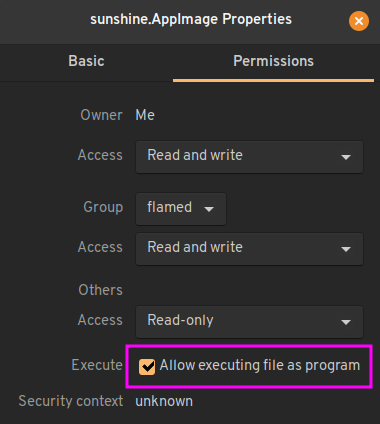 sunshine.AppImage Properties
Basic Permissions
Owner Me
Access Read and write
Group flamed
Access Read and write
Others
Access Read-only
Execute Allow executing file as program
Security context unknown